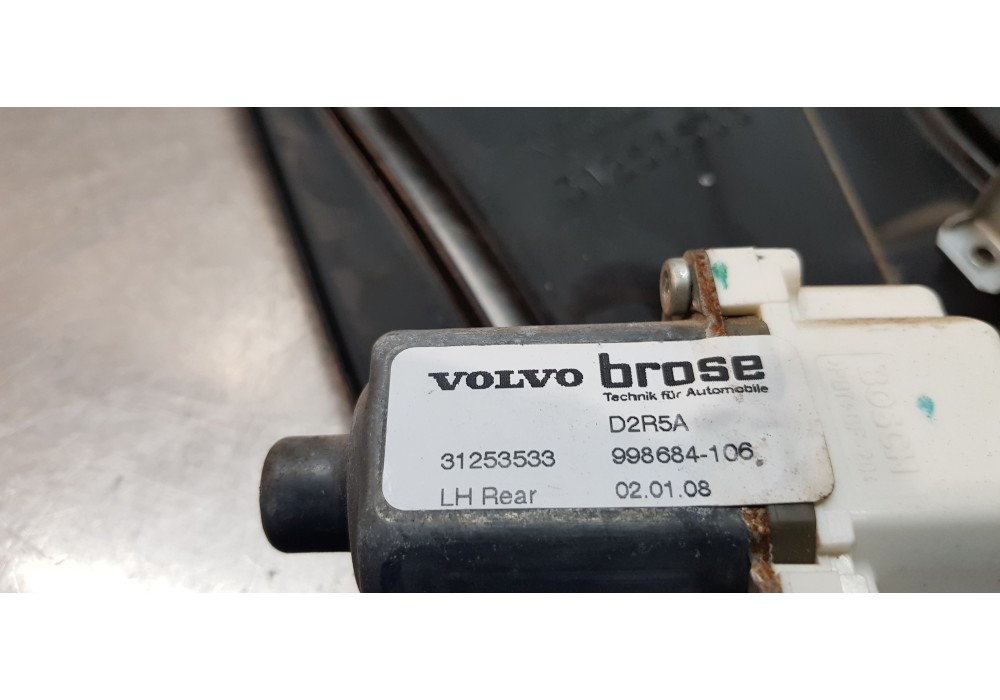 VOLVO brose
Technik für Automobile
D2R5A
31253533 998684-106
LH Rear 02.01.08